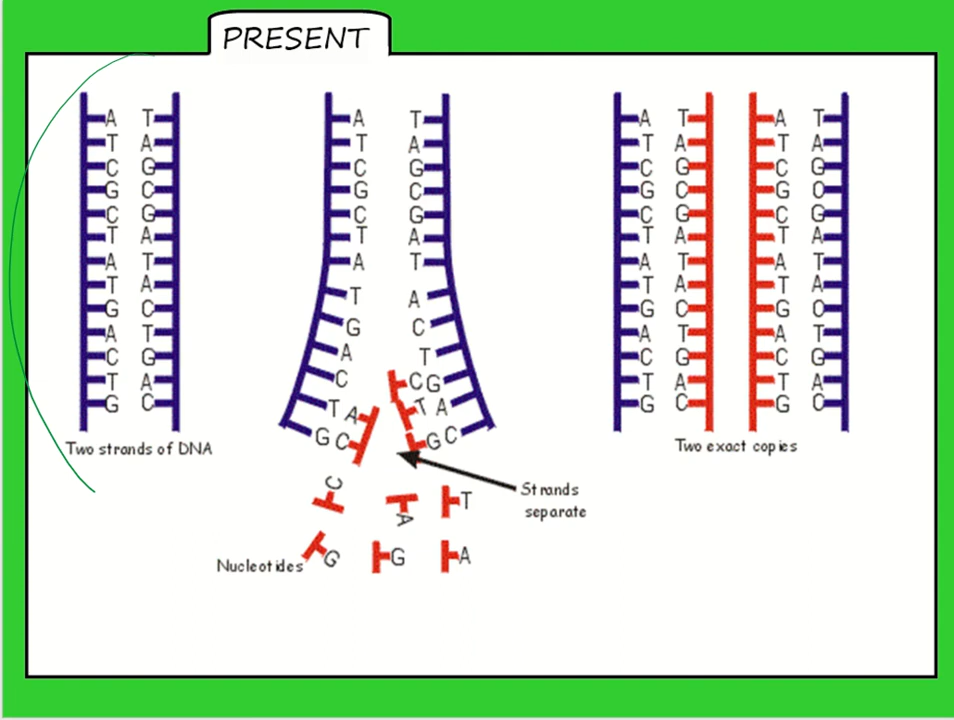 PRESENT
A T A T A T A T
T A T A T A T A
C G C G C G C G
G C G C G C G C
C G C G C G C G
T A T A T A T A
A T A T A T A T
T A T A T A T A
G C G C G C G C
A T A T A T A T
C G C C G C G C G
T A T A T A T A T A
G C G C G C G C G C
Two strands of DNA
Two exact copies
C A T
Strands
separate
Nucleotides G G A